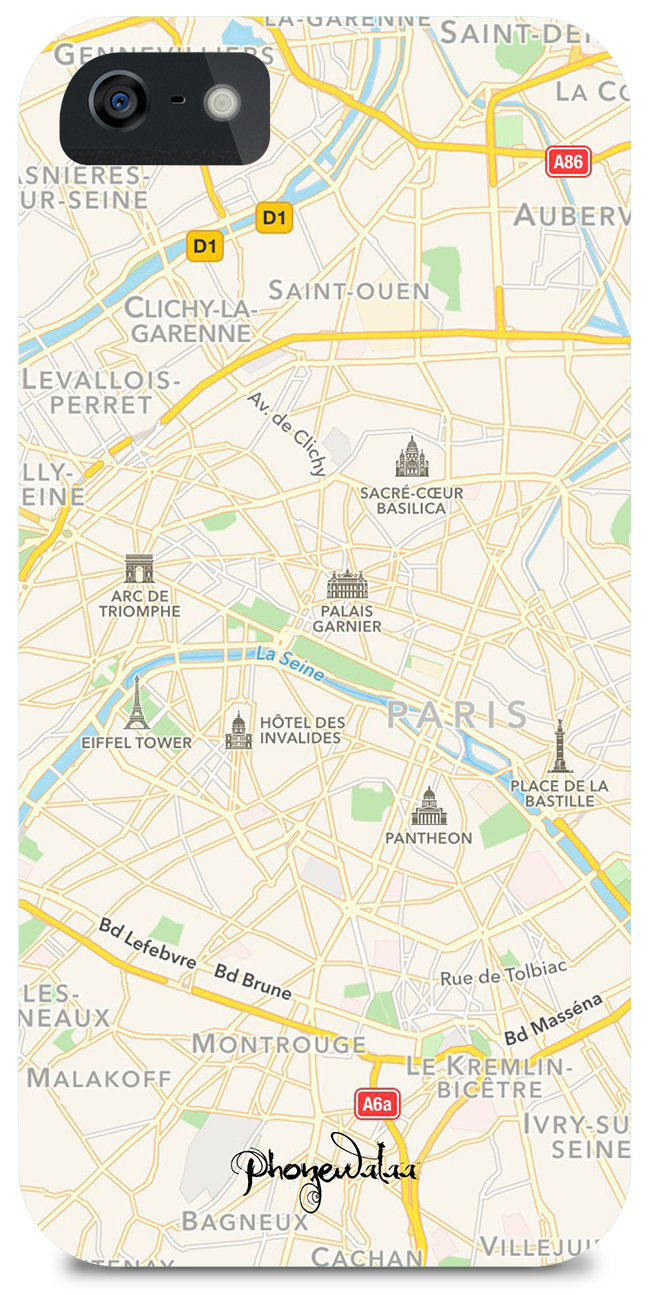 LA-GARENNE
SAINT-DE
GENNEVILLIERS
LA CO
A86
ASNIERES-
UR-SEINE
D1
AUBERV
D1
SAINT-OUEN
CLICHY-LA-
GARENNE
LEVALLOIS-
PERRET
Av. de Clichy
LLY-
EINE
SACRÉ-CŒUR
BASILICA
ARC DE
TRIOMPHE
PALAIS
GARNIER
La Seine
PARIS
HÔTEL DES
INVALIDES
EIFFEL TOWER
PLACE DE LA
BASTILLE
PANTHEON
Bd Lefebvre
Bd Brune
Rue de Tolbiac
LES-
NEAUX
Bd Masséna
MONTROUGE
LE KREMLIN-
BICÊTRE
MALAKOFF
A6a
IVRY-SU
SEINE
Phonewalaa
BAGNEUX
VILLEJUI
CACHAN
TENAY